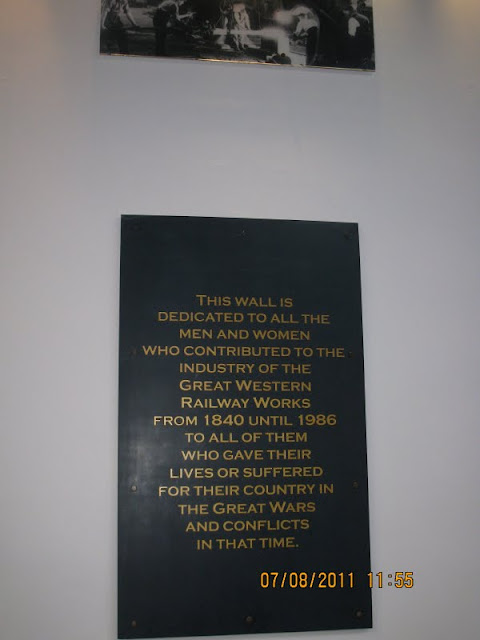 This wall is
dedicated to all the
men and women
who contributed to the
industry of the
Great Western
Railway Works
from 1840 until 1986
to all of them
who gave their
lives or suffered
for their country in
the Great Wars
and conflicts
in that time.
07/08/2011 11:55